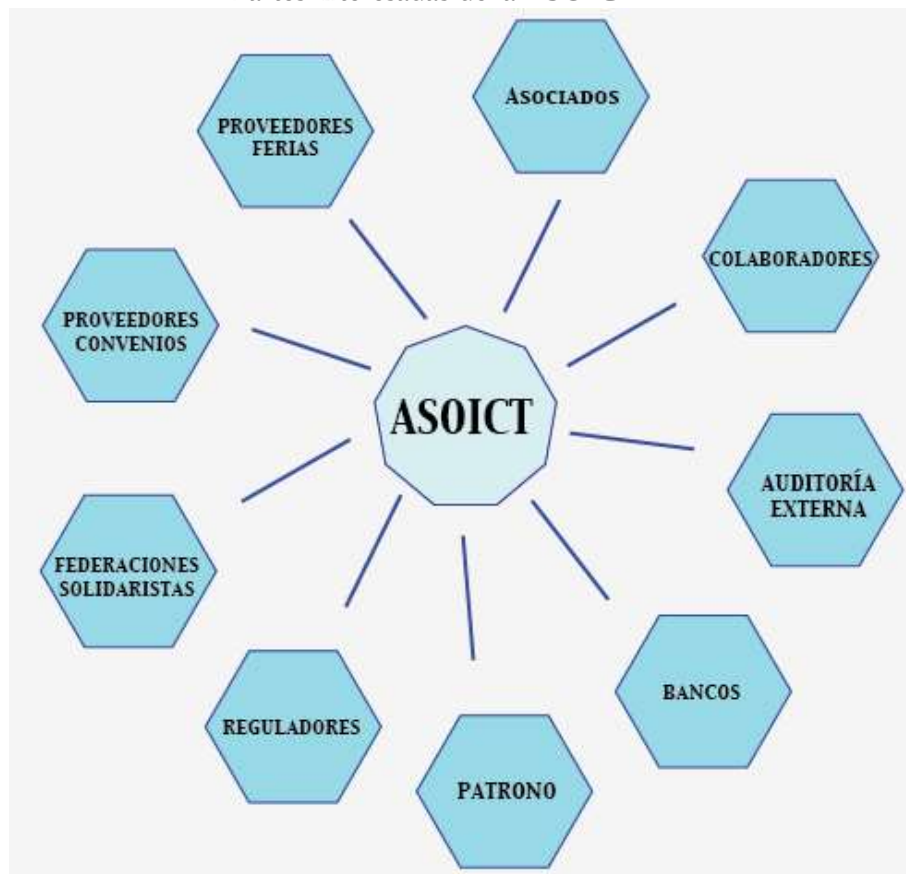 ASOCIADOS
PROVEEDORES
FERIAS
COLABORADORES
PROVEEDORES
CONVENIOS
ASOICT
AUDITORÍA
EXTERNA
FEDERACIONES
SOLIDARISTAS
BANCOS
REGULADORES
PATRONO